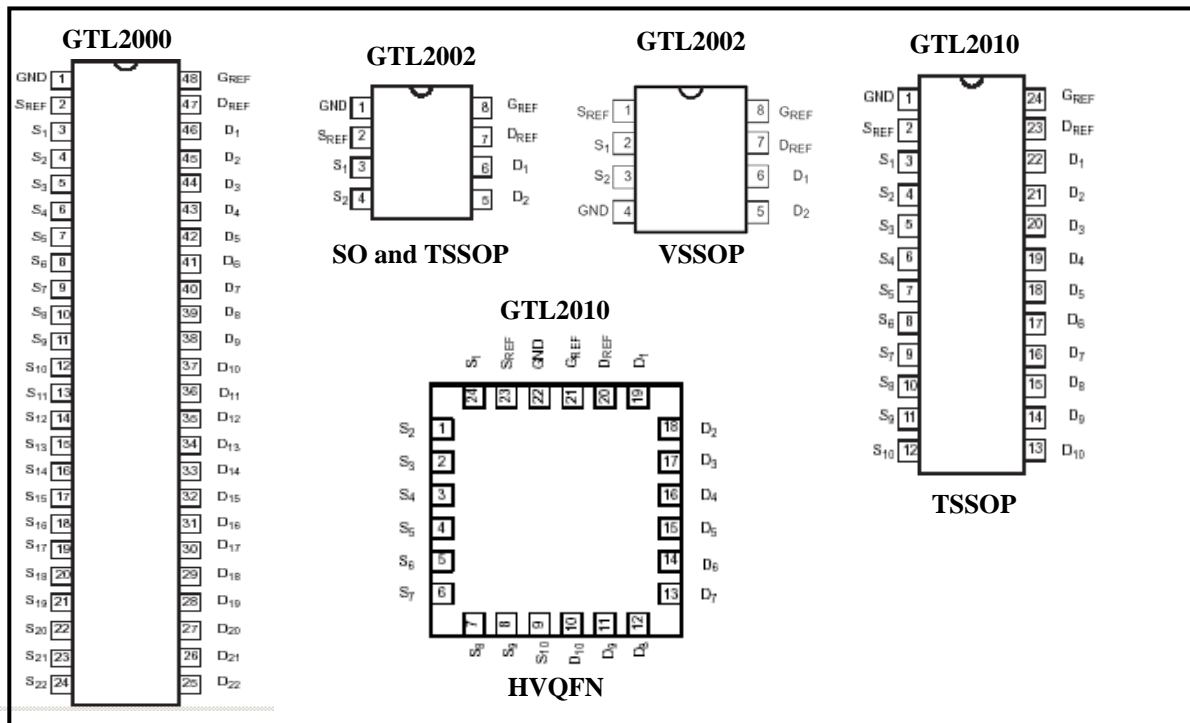 GTL2000
GND 1 48 GREF
SREF 2 47 DREF
S1 3 46 D1
S2 4 45 D2
S3 5 44 D3
S4 6 43 D4
S5 7 42 D5
S6 8 41 D6
S7 9 40 D7
S8 10 39 D8
S9 11 38 D9
S10 12 37 D10
S11 13 36 D11
S12 14 35 D12
S13 15 34 D13
S14 16 33 D14
S15 17 32 D15
S16 18 31 D16
S17 19 30 D17
S18 20 29 D18
S19 21 28 D19
S20 22 27 D20
S21 23 26 D21
S22 24 25 D22
GTL2002
GND 1 8 GREF
SREF 2 7 DREF
S1 3 6 D1
S2 4 5 D2
SO and TSSOP
GTL2002
SREF 1 8 GREF
S1 2 7 DREF
S2 3 6 D1
GND 4 5 D2
VSSOP
GTL2010
GND 1 24 GREF
SREF 2 23 DREF
S1 3 22 D1
S2 4 21 D2
S3 5 20 D3
S4 6 19 D4
S5 7 18 D5
S6 8 17 D6
S7 9 16 D7
S8 10 15 D8
S9 11 14 D9
S10 12 13 D10
TSSOP
GTL2010
S1 SREF GND GREF DREF D1
24 23 22 21 20 19
S2 1 18 D2
S3 2 17 D3
S4 3 16 D4
S5 4 15 D5
S6 5 14 D6
S7 6 13 D7
7 8 9 10 11 12
S8 S9 S10 D10 D9 D8
HVQFN